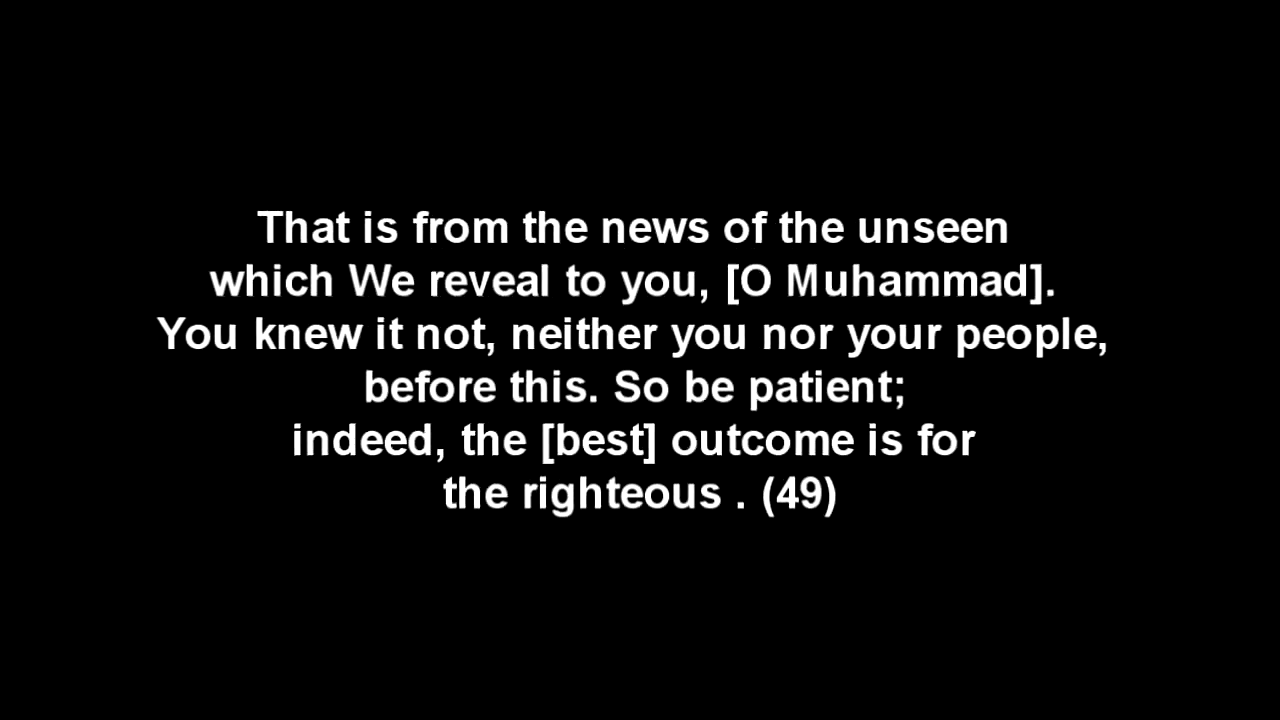 That is from the news of the unseen
which We reveal to you, [O Muhammad].
You knew it not, neither you nor your people,
before this. So be patient;
indeed, the [best] outcome is for
the righteous . (49)